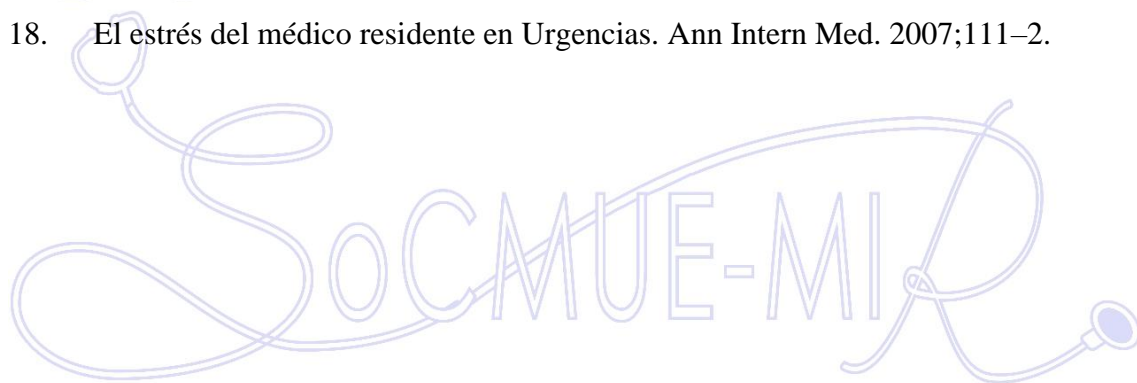 18. El estrés del médico residente en Urgencias. Ann Intern Med. 2007;111–2.
SoCMUE-MIR